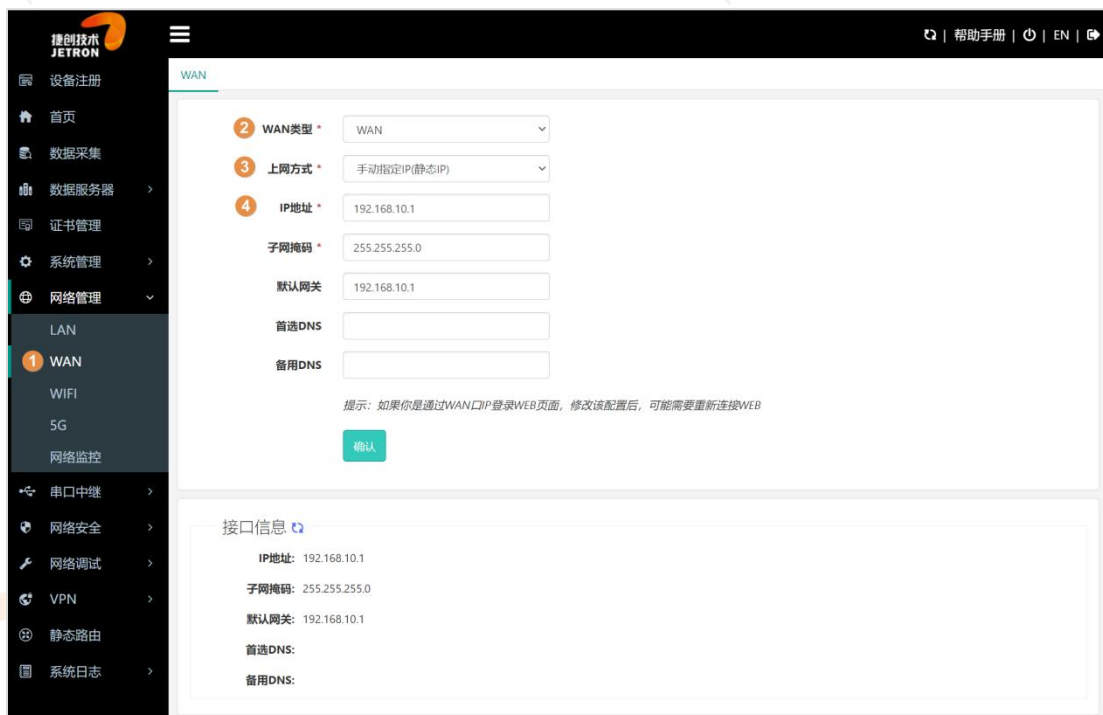 捷创技术
JETRON
帮助手册 | EN
设备注册
首页
数据采集
数据服务器
证书管理
系统管理
网络管理
LAN
1 WAN
WIFI
5G
网络监控
串口中继
网络安全
网络调试
VPN
静态路由
系统日志
WAN
2 WAN类型 * WAN
3 上网方式 * 手动指定IP(静态IP)
4 IP地址 * 192.168.10.1
子网掩码 * 255.255.255.0
默认网关 192.168.10.1
首选DNS
备用DNS
提示：如果你是通过WAN口IP登录WEB页面，修改该配置后，可能需要重新连接WEB
确认
接口信息
IP地址: 192.168.10.1
子网掩码: 255.255.255.0
默认网关: 192.168.10.1
首选DNS:
备用DNS: